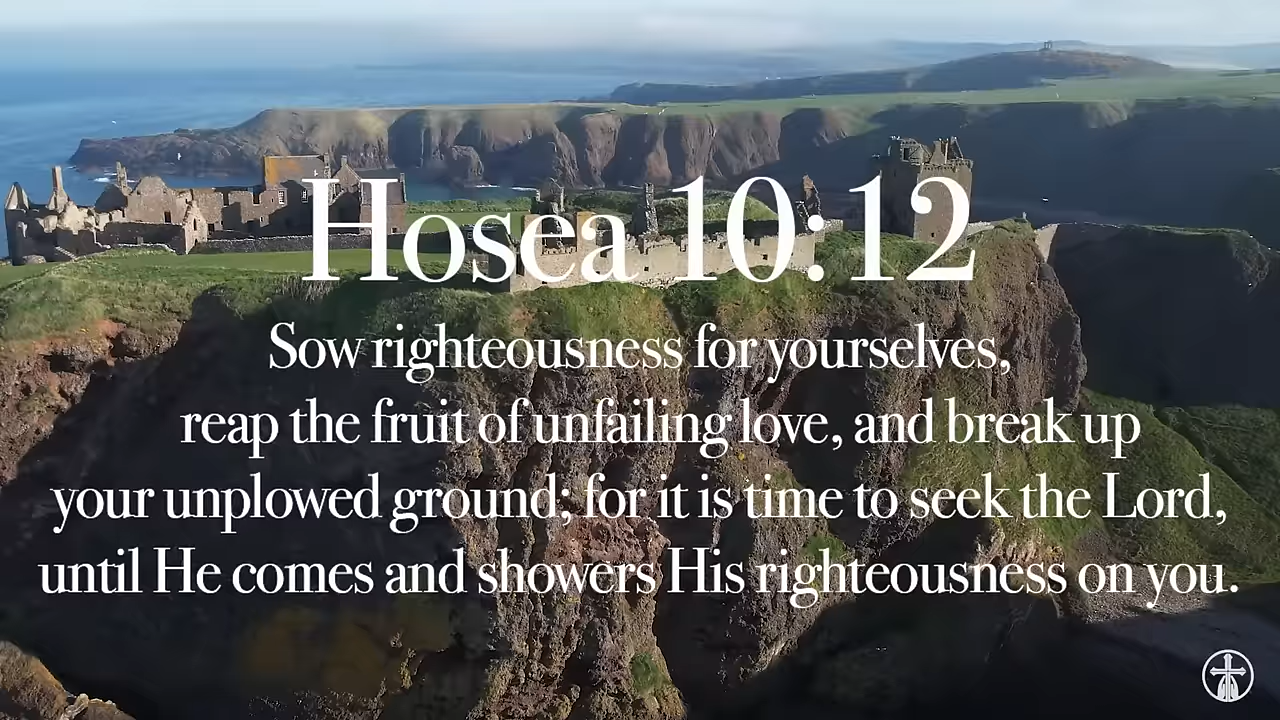 Hosea 10:12
Sow righteousness for yourselves,
reap the fruit of unfailing love, and break up
your unplowed ground; for it is time to seek the Lord,
until He comes and showers His righteousness on you.